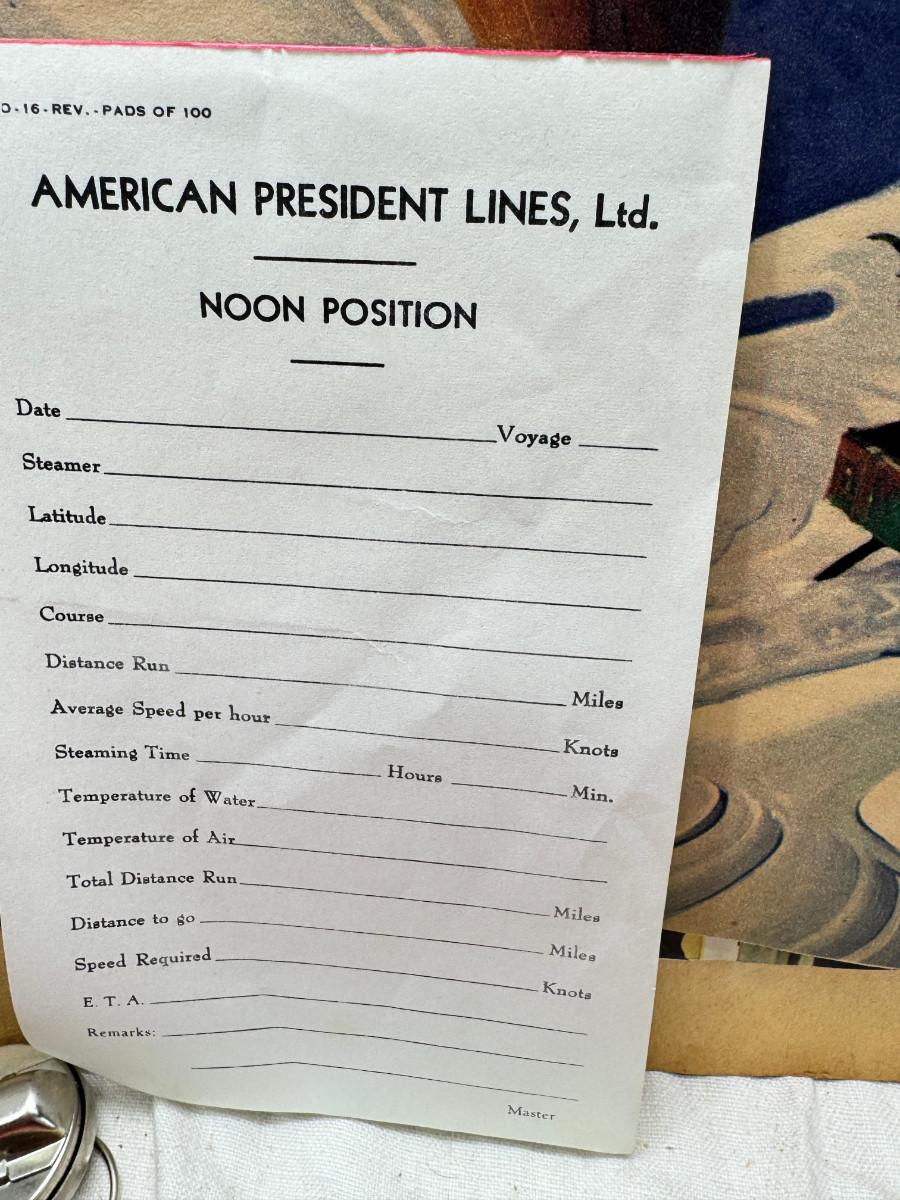 O-16-REV.-PADS OF 100
AMERICAN PRESIDENT LINES, Ltd.
NOON POSITION
Date Voyage
Steamer
Latitude
Longitude
Course
Distance Run Miles
Average Speed per hour Knots
Steaming Time Hours Min.
Temperature of Water
Temperature of Air
Total Distance Run Miles
Distance to go Miles
Speed Required Knots
E. T. A.
Remarks:
Master